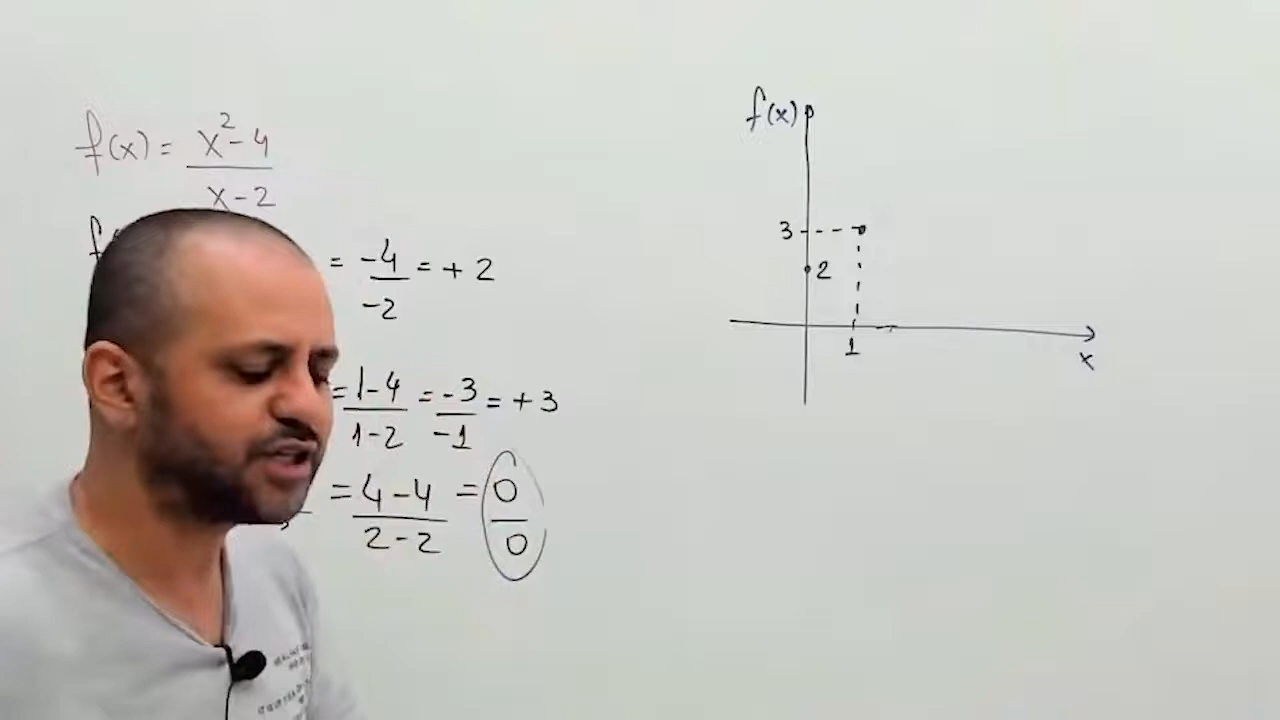 f(x) = x² - 4
x - 2
f
= -4 = + 2
-2
= 1-4 = -3 = + 3
1-2 -1
= 4-4 = 0
2-2 0
f(x)
3
2
1
x